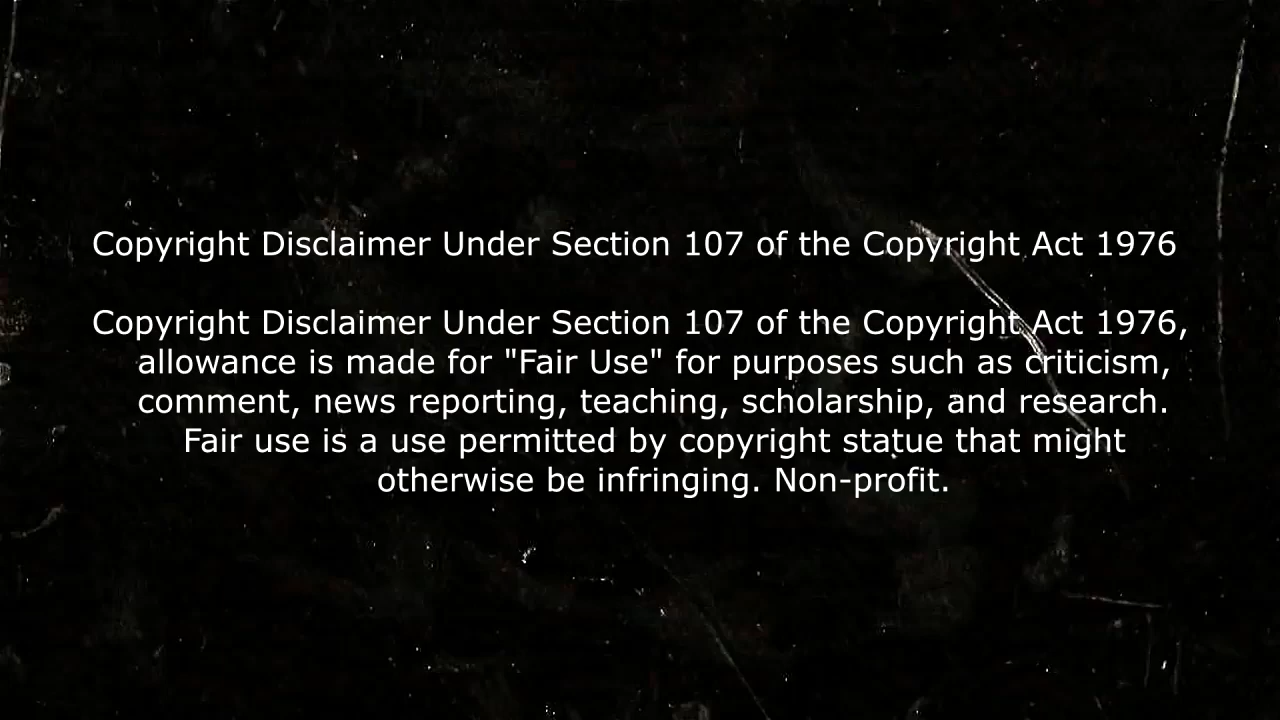 Copyright Disclaimer Under Section 107 of the Copyright Act 1976
Copyright Disclaimer Under Section 107 of the Copyright Act 1976,
allowance is made for "Fair Use" for purposes such as criticism,
comment, news reporting, teaching, scholarship, and research.
Fair use is a use permitted by copyright statue that might
otherwise be infringing. Non-profit.